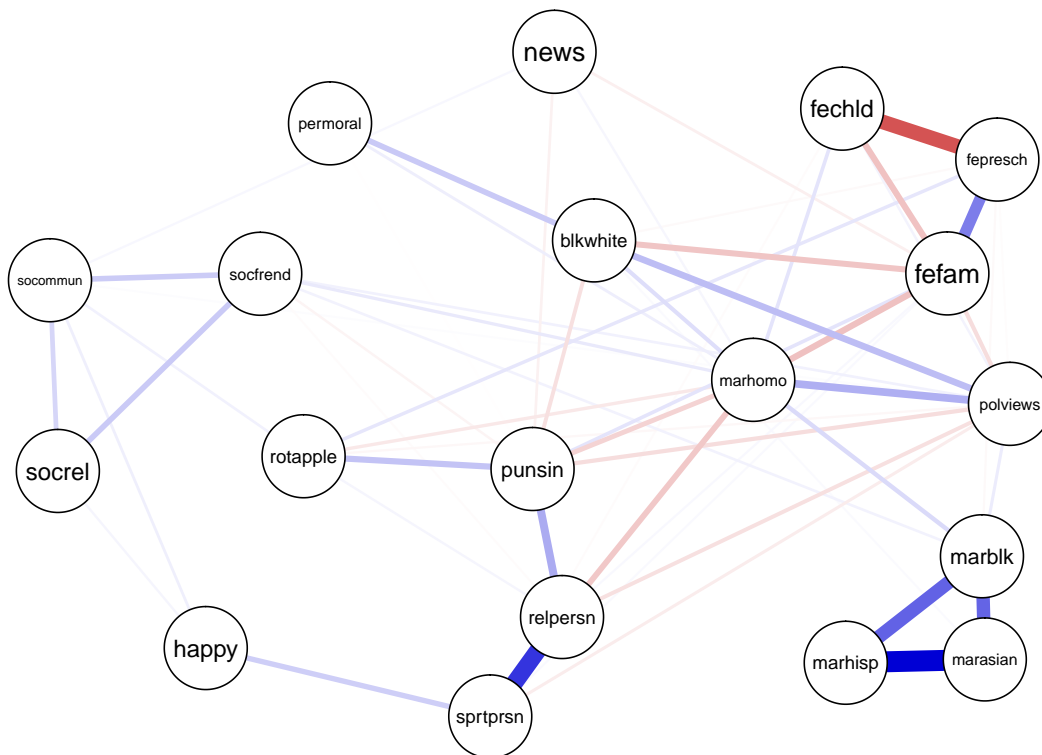 news
fechld
permoral
fepresch
blkwhite
socfrend
fefam
socommun
marhomo
polviews
rotapple
punsin
socrel
marblk
relpersn
happy
marhisp
marasian
sprtprsn